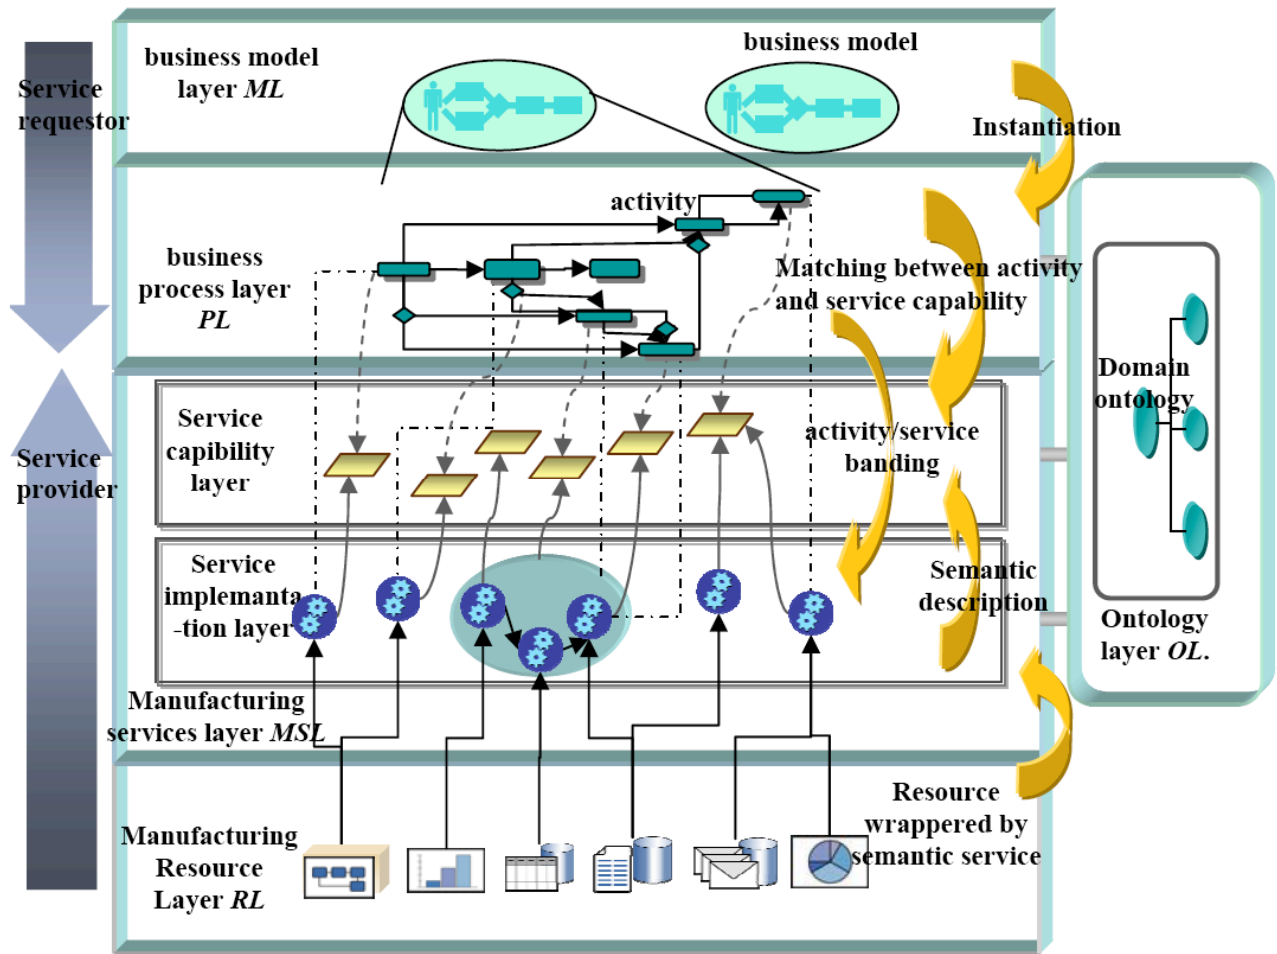 business model
layer ML
business model
Service
requestor
Instantiation
activity
business
process layer
PL
Matching between activity
and service capability
Domain
ontology
Service
capibility
layer
activity/service
banding
Service
provider
Service
implemanta
-tion layer
Semantic
description
Ontology
layer OL.
Manufacturing
services layer MSL
Manufacturing
Resource
Layer RL
Resource
wrappered by
semantic service